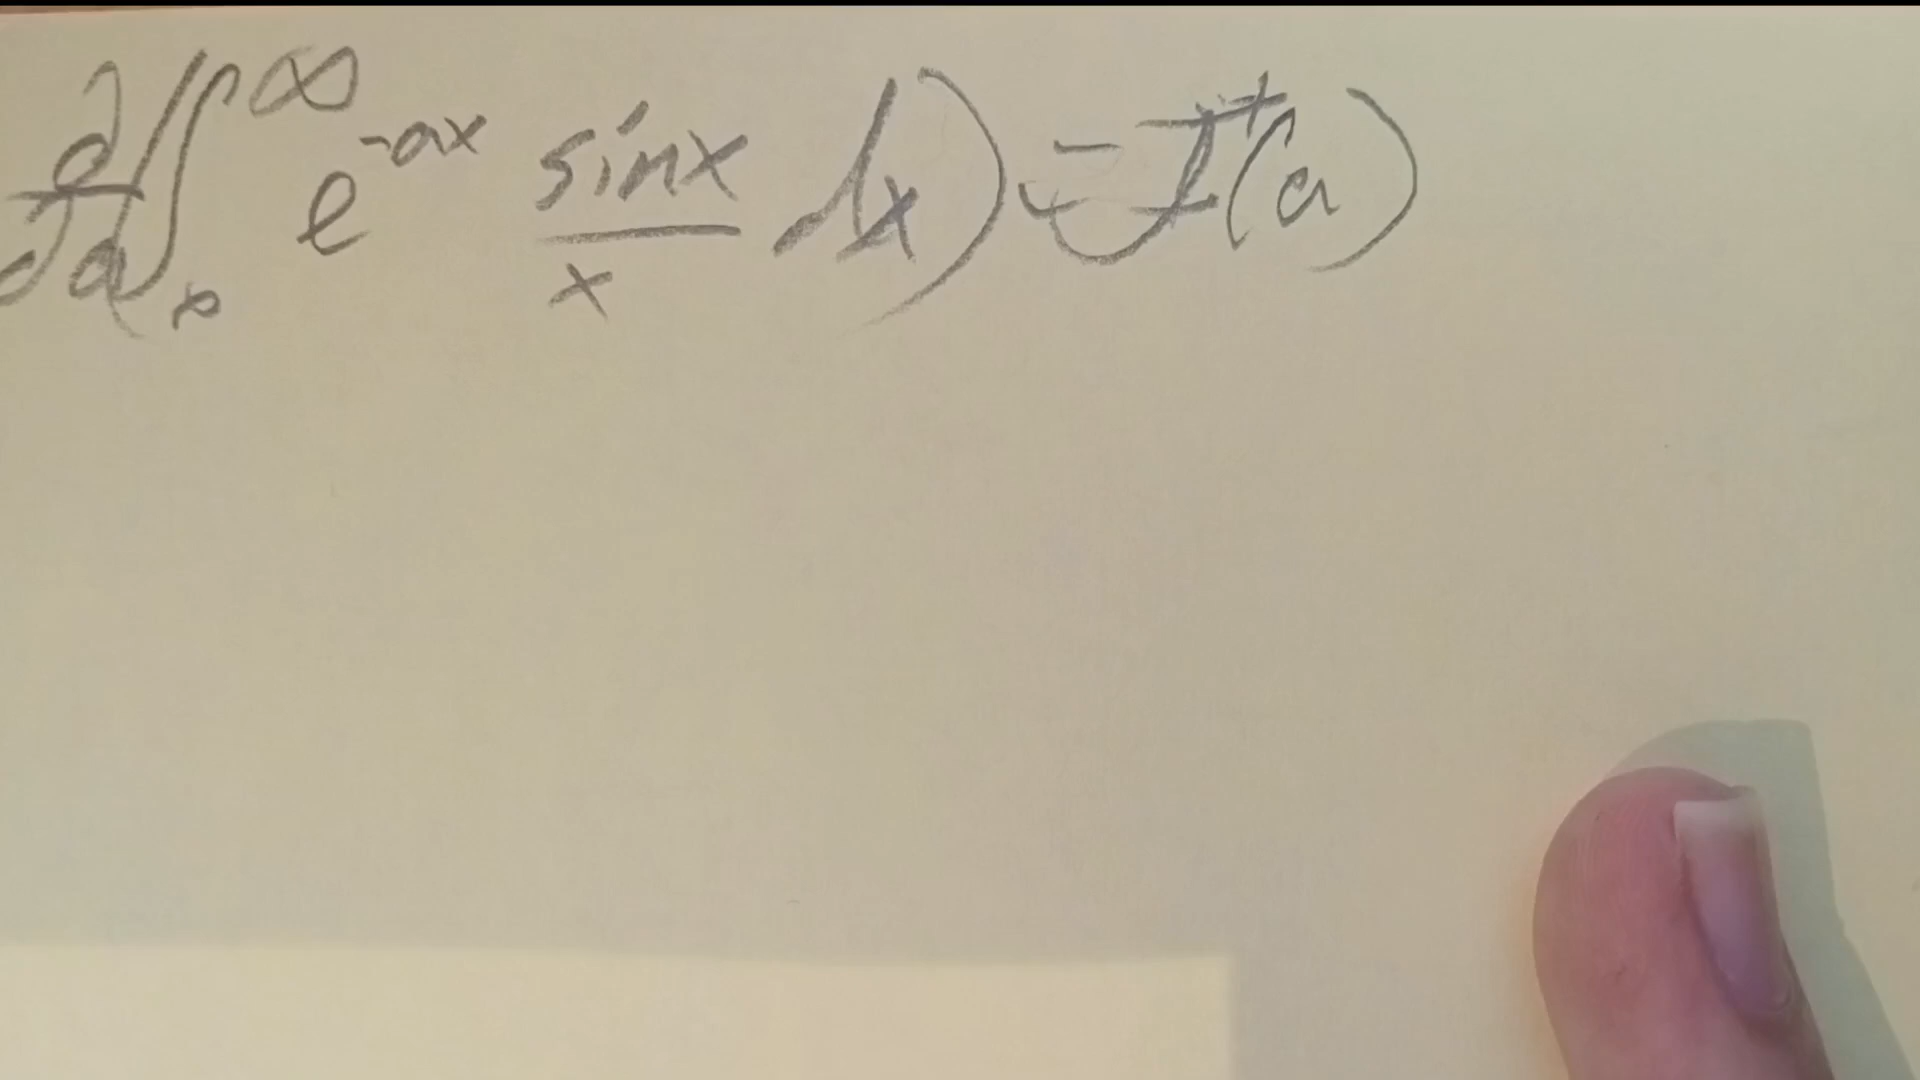 ∂/∂a (∫₀^∞ e^(-ax) sinx/x dx) = I'(a)